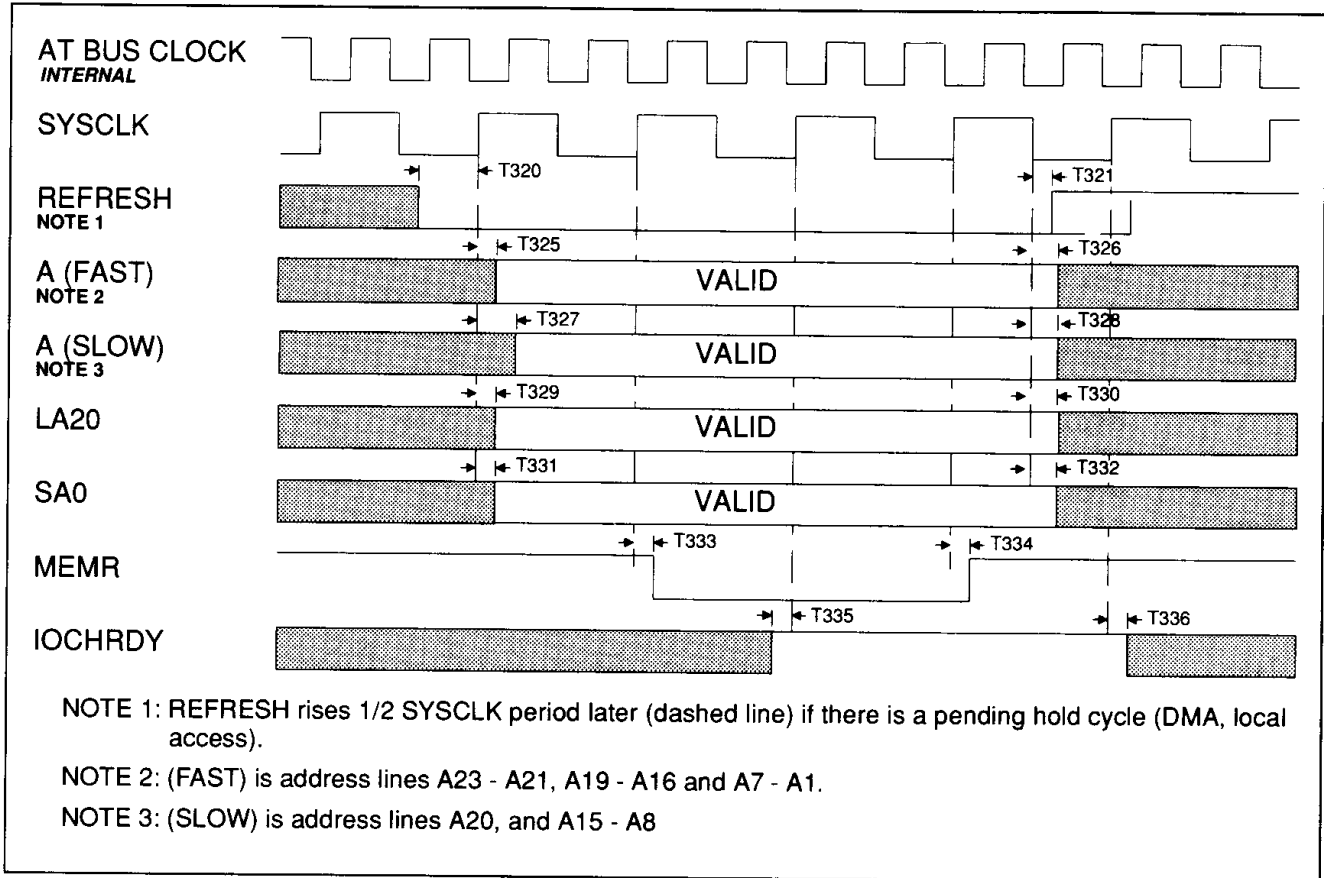 AT BUS CLOCK
INTERNAL
SYSCLK
T320
T321
REFRESH
NOTE 1
T325
T326
A (FAST)
NOTE 2
VALID
T327
T328
A (SLOW)
NOTE 3
VALID
T329
T330
LA20
VALID
T331
T332
SA0
VALID
T333
T334
MEMR
T335
T336
IOCHRDY
NOTE 1: REFRESH rises 1/2 SYSCLK period later (dashed line) if there is a pending hold cycle (DMA, local
access).
NOTE 2: (FAST) is address lines A23 - A21, A19 - A16 and A7 - A1.
NOTE 3: (SLOW) is address lines A20, and A15 - A8